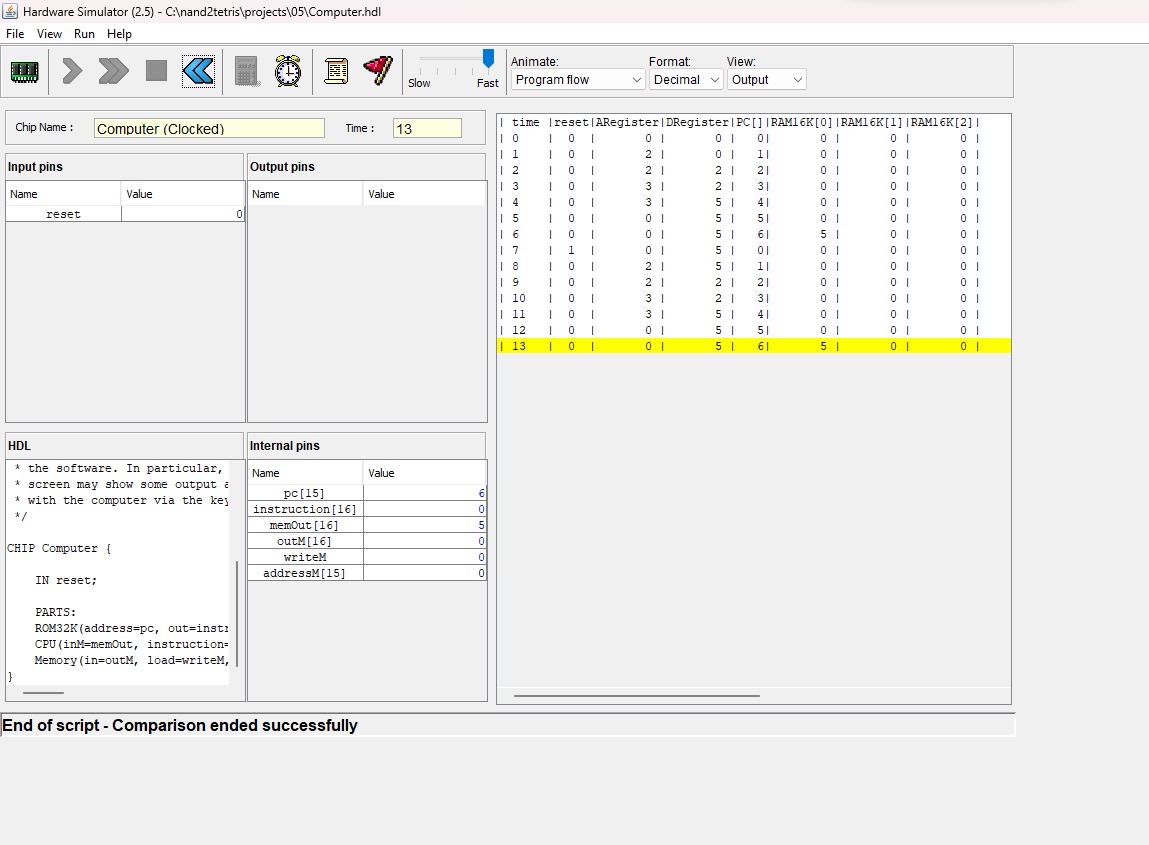 Hardware Simulator (2.5) - C:\nand2tetris\projects\05\Computer.hdl
File View Run Help
Slow Fast
Animate: Format: View:
Program flow Decimal Output
Chip Name : Computer (Clocked) Time : 13
Input pins
Name Value
reset 0
Output pins
Name Value
HDL
* the software. In particular,
* screen may show some output a
* with the computer via the key
*/
CHIP Computer {
IN reset;
PARTS:
ROM32K(address=pc, out=instr
CPU(inM=memOut, instruction=
Memory(in=outM, load=writeM,
}
Internal pins
Name Value
pc[15] 6
instruction[16] 0
memOut[16] 5
outM[16] 0
writeM 0
addressM[15] 0
| time |reset|ARegister|DRegister|PC[]|RAM16K[0]|RAM16K[1]|RAM16K[2]|
| 0 | 0 | 0 | 0 | 0| 0 | 0 | 0 |
| 1 | 0 | 2 | 0 | 1| 0 | 0 | 0 |
| 2 | 0 | 2 | 2 | 2| 0 | 0 | 0 |
| 3 | 0 | 3 | 2 | 3| 0 | 0 | 0 |
| 4 | 0 | 3 | 5 | 4| 0 | 0 | 0 |
| 5 | 0 | 0 | 5 | 5| 0 | 0 | 0 |
| 6 | 0 | 0 | 5 | 6| 5 | 0 | 0 |
| 7 | 1 | 0 | 5 | 0| 0 | 0 | 0 |
| 8 | 0 | 2 | 5 | 1| 0 | 0 | 0 |
| 9 | 0 | 2 | 2 | 2| 0 | 0 | 0 |
| 10 | 0 | 3 | 2 | 3| 0 | 0 | 0 |
| 11 | 0 | 3 | 5 | 4| 0 | 0 | 0 |
| 12 | 0 | 0 | 5 | 5| 0 | 0 | 0 |
| 13 | 0 | 0 | 5 | 6| 5 | 0 | 0 |
End of script - Comparison ended successfully